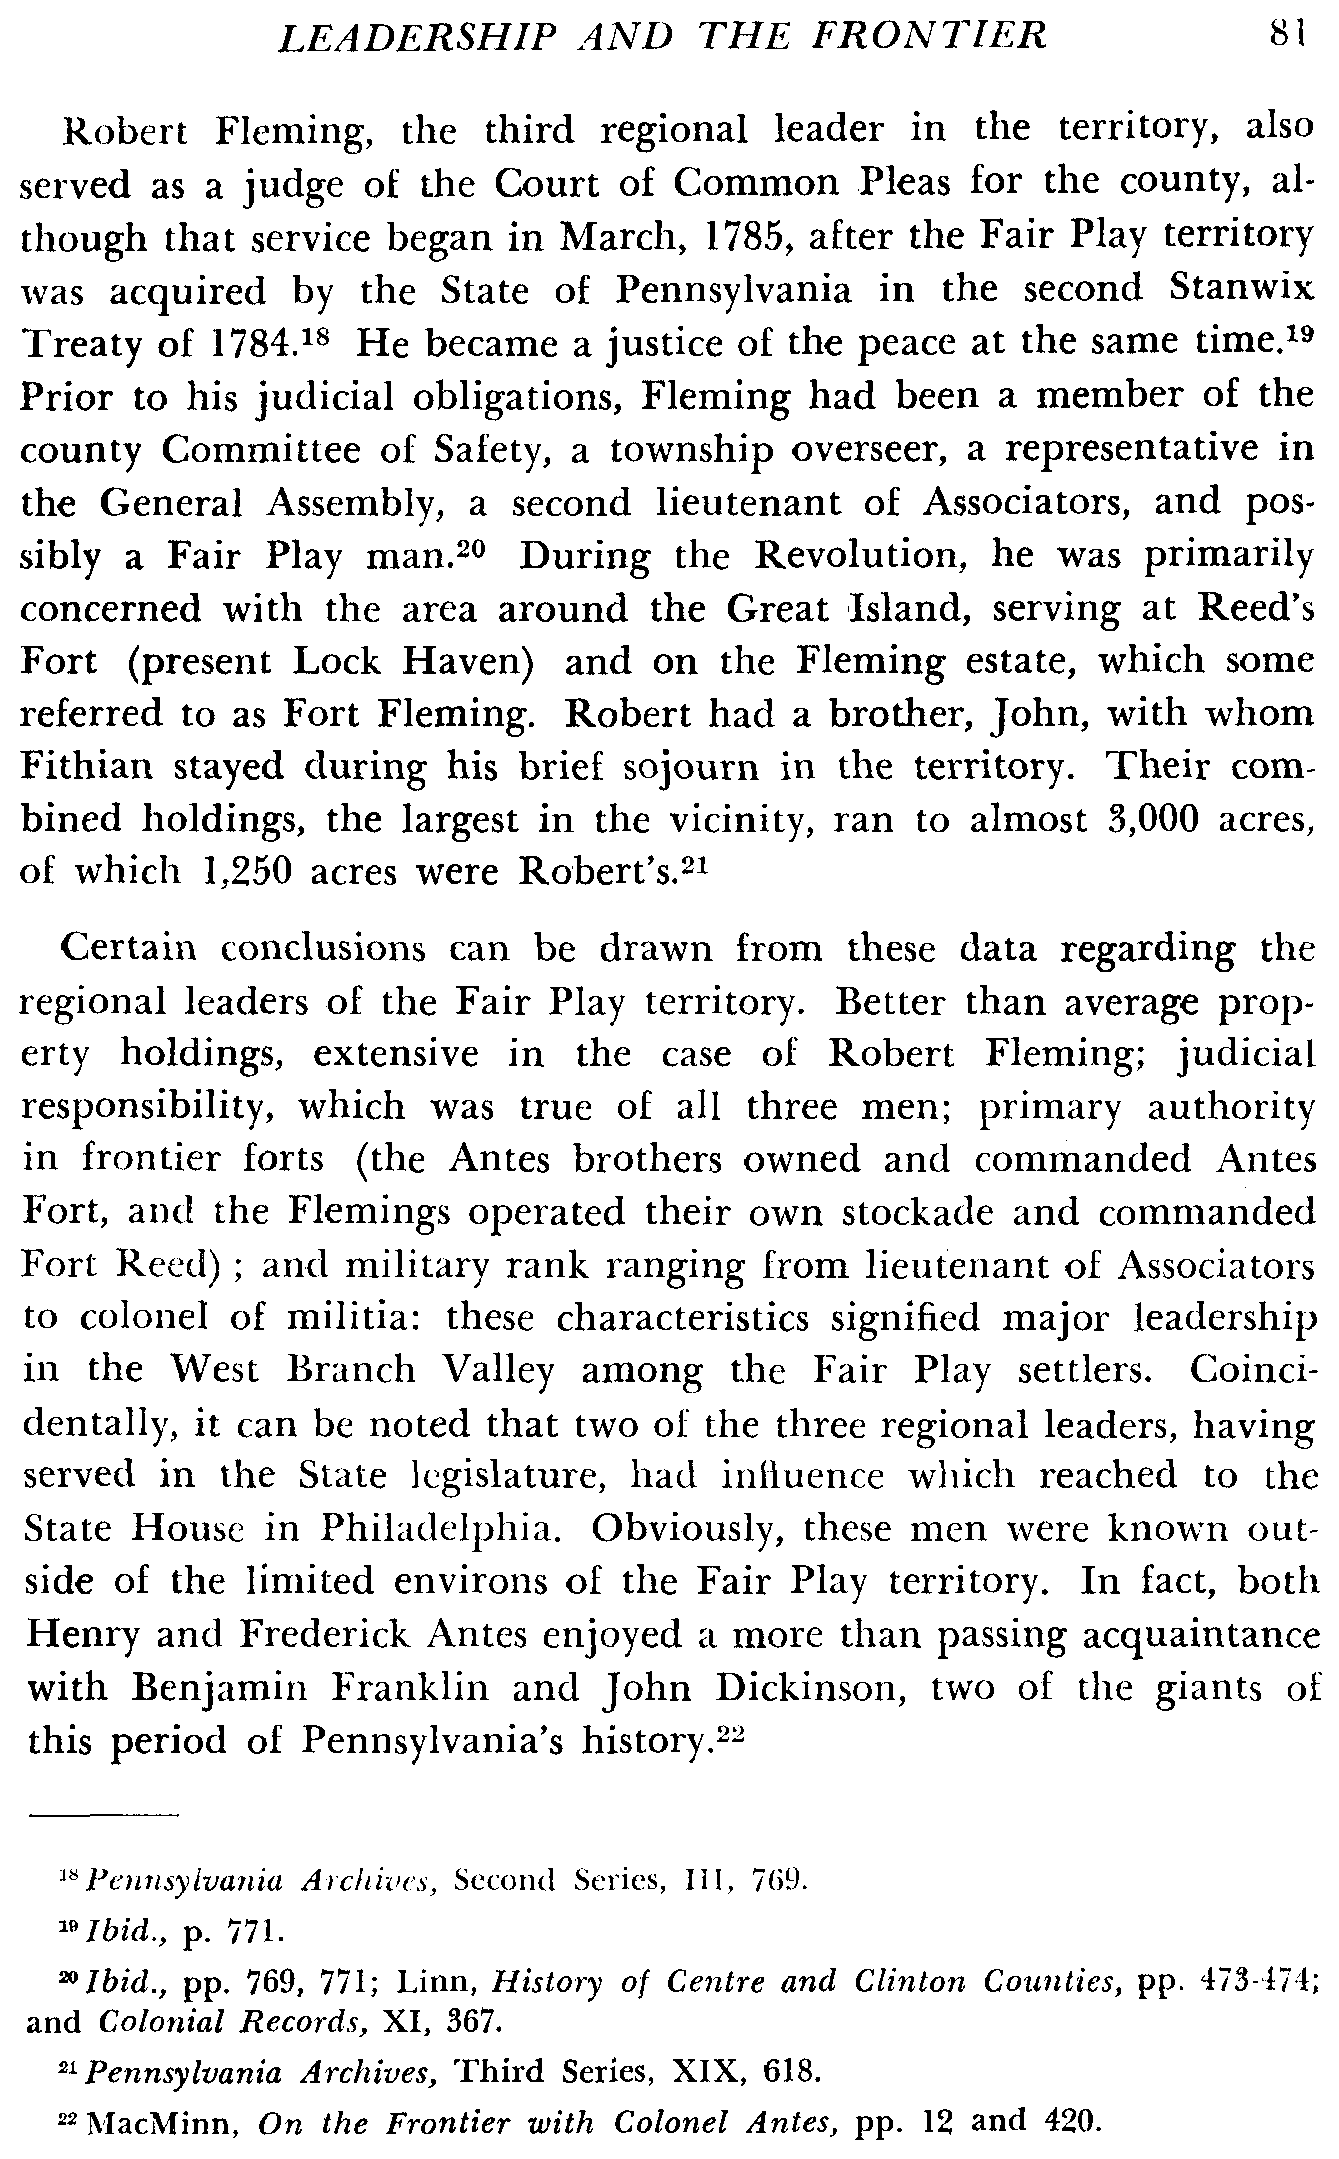 LEADERSHIP AND THE FRONTIER 81
Robert Fleming, the third regional leader in the territory, also
served as a judge of the Court of Common Pleas for the county, al-
though that service began in March, 1785, after the Fair Play territory
was acquired by the State of Pennsylvania in the second Stanwix
Treaty of 1784.¹⁸ He became a justice of the peace at the same time.¹⁹
Prior to his judicial obligations, Fleming had been a member of the
county Committee of Safety, a township overseer, a representative in
the General Assembly, a second lieutenant of Associators, and pos-
sibly a Fair Play man.²⁰ During the Revolution, he was primarily
concerned with the area around the Great Island, serving at Reed's
Fort (present Lock Haven) and on the Fleming estate, which some
referred to as Fort Fleming. Robert had a brother, John, with whom
Fithian stayed during his brief sojourn in the territory. Their com-
bined holdings, the largest in the vicinity, ran to almost 3,000 acres,
of which 1,250 acres were Robert's.²¹
Certain conclusions can be drawn from these data regarding the
regional leaders of the Fair Play territory. Better than average prop-
erty holdings, extensive in the case of Robert Fleming; judicial
responsibility, which was true of all three men; primary authority
in frontier forts (the Antes brothers owned and commanded Antes
Fort, and the Flemings operated their own stockade and commanded
Fort Reed) ; and military rank ranging from lieutenant of Associators
to colonel of militia: these characteristics signified major leadership
in the West Branch Valley among the Fair Play settlers. Coinci-
dentally, it can be noted that two of the three regional leaders, having
served in the State legislature, had influence which reached to the
State House in Philadelphia. Obviously, these men were known out-
side of the limited environs of the Fair Play territory. In fact, both
Henry and Frederick Antes enjoyed a more than passing acquaintance
with Benjamin Franklin and John Dickinson, two of the giants of
this period of Pennsylvania's history.²²
¹⁸ Pennsylvania Archives, Second Series, III, 769.
¹⁹ Ibid., p. 771.
²⁰ Ibid., pp. 769, 771; Linn, History of Centre and Clinton Counties, pp. 473-474;
and Colonial Records, XI, 367.
²¹ Pennsylvania Archives, Third Series, XIX, 618.
²² MacMinn, On the Frontier with Colonel Antes, pp. 12 and 420.